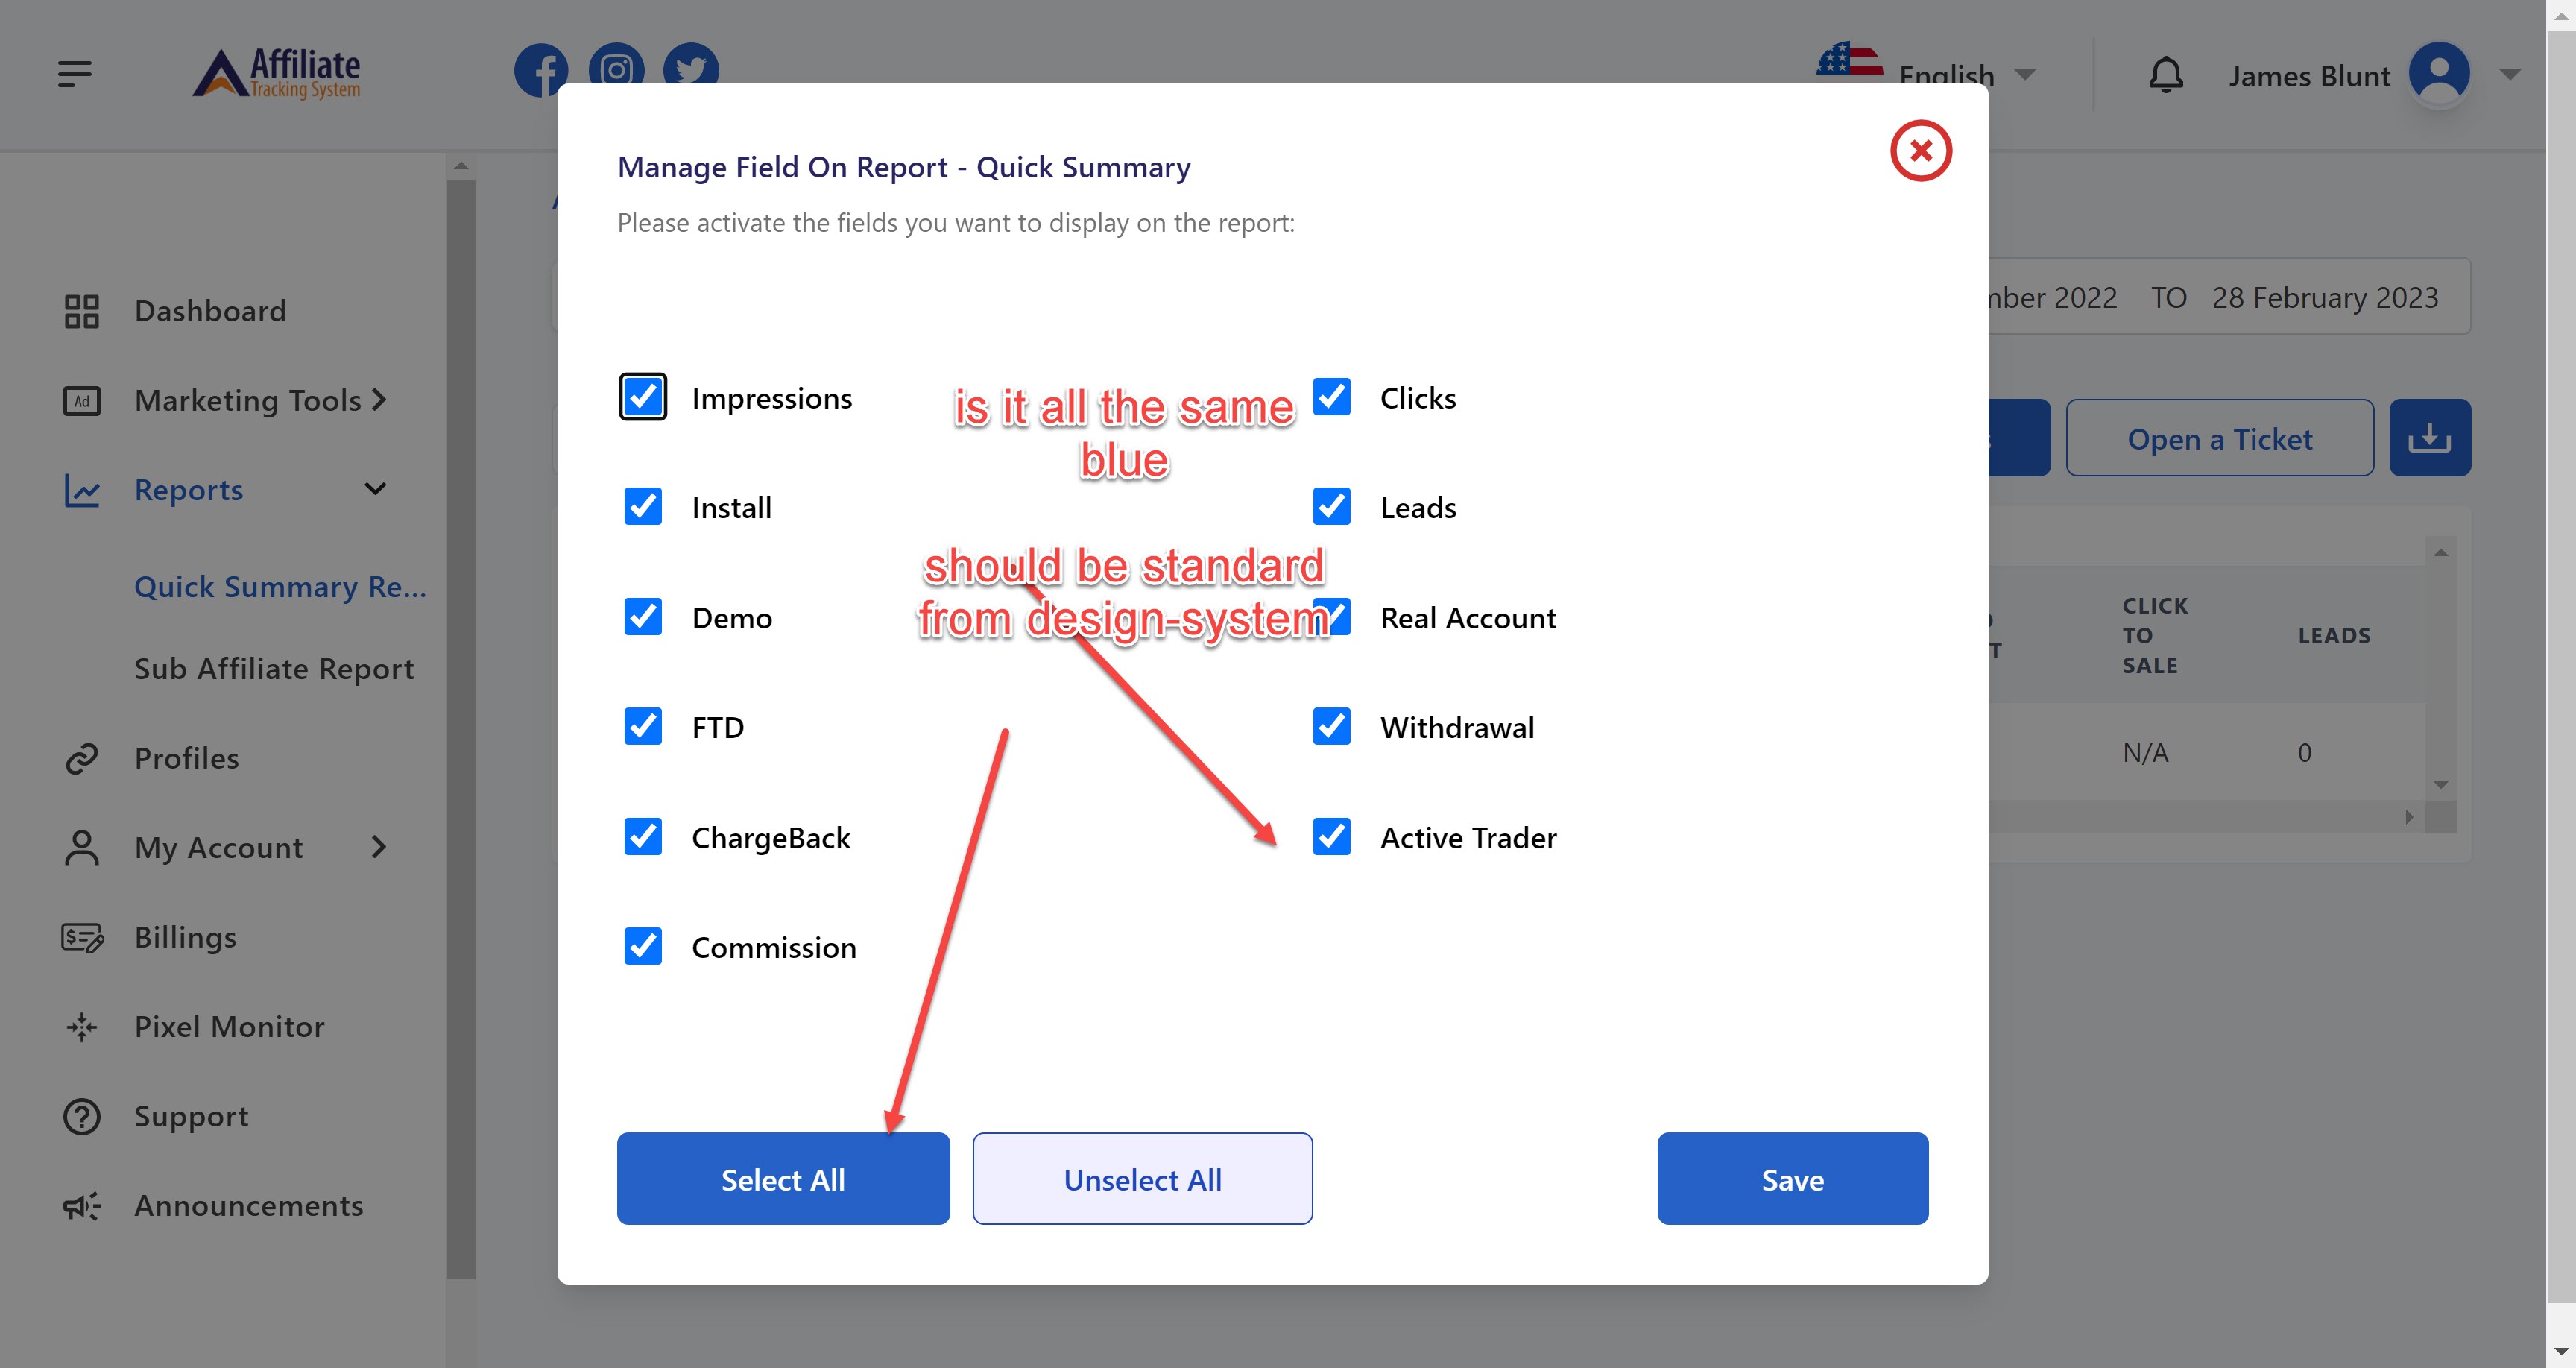 Affiliate
Tracking System
English
James Blunt
Manage Field On Report - Quick Summary
Please activate the fields you want to display on the report:
mber 2022 TO 28 February 2023
Dashboard
Ad
Marketing Tools
Reports
Quick Summary Re...
Sub Affiliate Report
Profiles
My Account
Billings
Pixel Monitor
Support
Announcements
Impressions
Clicks
is it all the same
blue
Install
Leads
should be standard
from design-system
Demo
Real Account
FTD
Withdrawal
ChargeBack
Active Trader
Commission
Select All
Unselect All
Save
Open a Ticket
CLICK
TO
SALE
LEADS
N/A
0